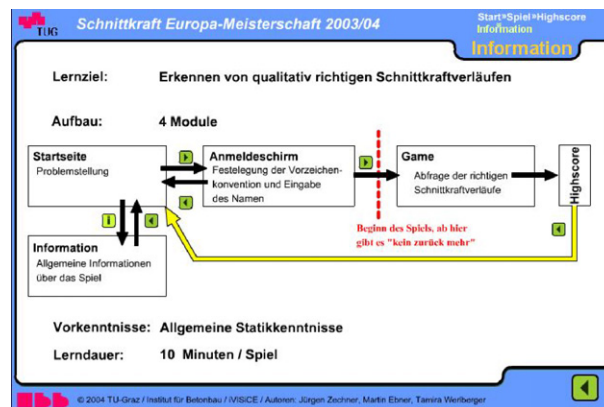 TUG
Schnittkraft Europa-Meisterschaft 2003/04
Start»Spiel»Highscore
Information
Information
Lernziel: Erkennen von qualitativ richtigen Schnittkraftverläufen
Aufbau: 4 Module
Startseite
Problemstellung
Anmeldeschirm
Festelegung der Vorzeichen-
konvention und Eingabe
des Namen
Game
Abfrage der richtigen
Schnittkraftverläufe
Highscore
Beginn des Spiels, ab hier
gibt es "kein zurück mehr"
i
Information
Allgemeine Informationen
über das Spiel
Vorkenntnisse: Allgemeine Statikkenntnisse
Lerndauer: 10 Minuten / Spiel
© 2004 TU-Graz / Institut für Betonbau / iVISiCE / Autoren: Jürgen Zechner, Martin Ebner, Tamira Werlberger